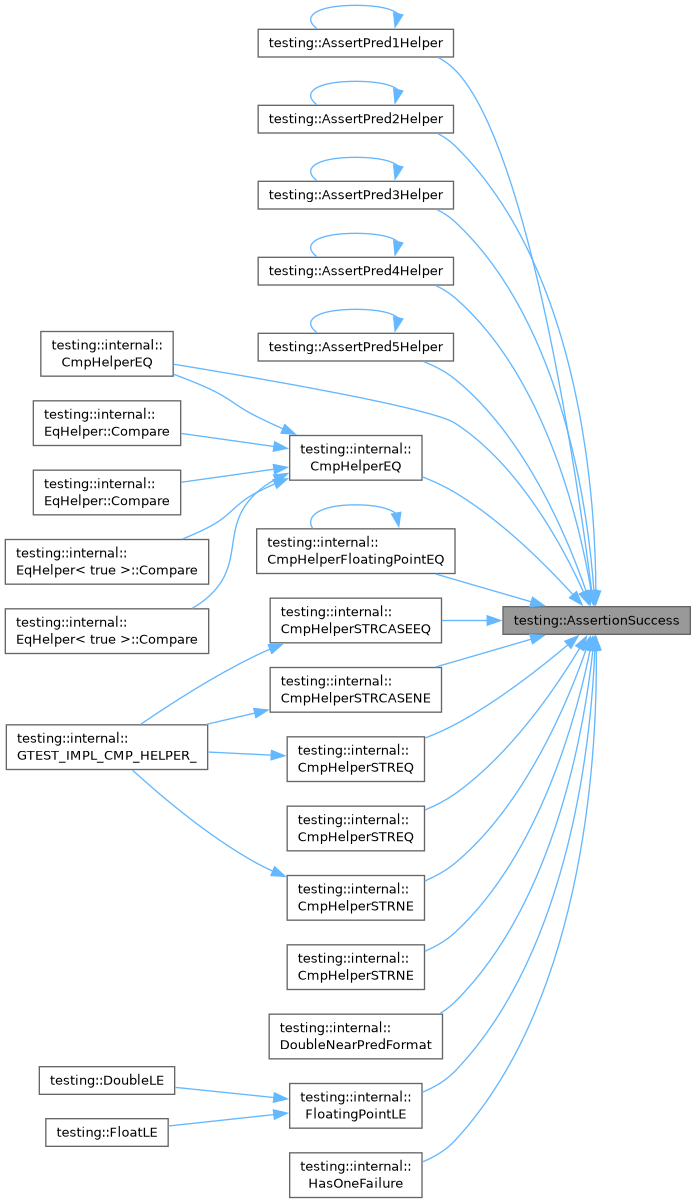 testing::AssertPred1Helper
testing::AssertPred2Helper
testing::AssertPred3Helper
testing::AssertPred4Helper
testing::AssertPred5Helper
testing::internal::
CmpHelperEQ
testing::internal::
EqHelper::Compare
testing::internal::
EqHelper::Compare
testing::internal::
EqHelper< true >::Compare
testing::internal::
EqHelper< true >::Compare
testing::internal::
CmpHelperEQ
testing::internal::
CmpHelperFloatingPointEQ
testing::AssertionSuccess
testing::internal::
CmpHelperSTRCASEEQ
testing::internal::
CmpHelperSTRCASENE
testing::internal::
GTEST_IMPL_CMP_HELPER_
testing::internal::
CmpHelperSTREQ
testing::internal::
CmpHelperSTREQ
testing::internal::
CmpHelperSTRNE
testing::internal::
CmpHelperSTRNE
testing::internal::
DoubleNearPredFormat
testing::DoubleLE
testing::FloatLE
testing::internal::
FloatingPointLE
testing::internal::
HasOneFailure